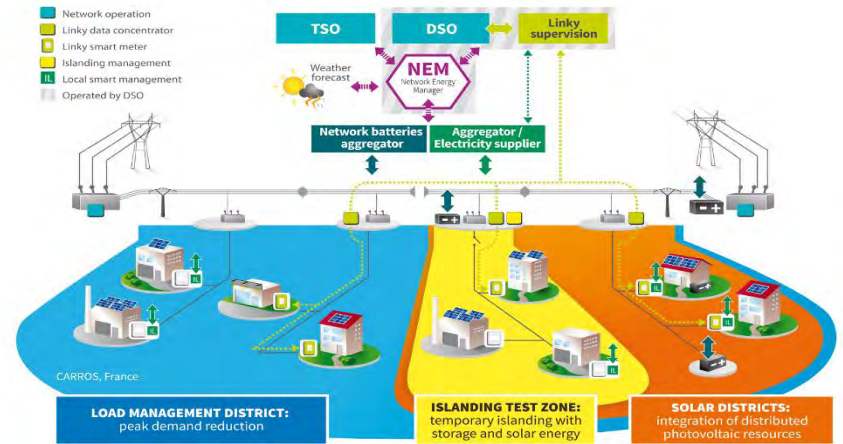 Network operation
Linky data concentrator
Linky smart meter
Islanding management
IL Local smart management
Operated by DSO
TSO
DSO
Linky
supervision
Weather
forecast
NEM
Network Energy
Manager
Network batteries
aggregator
Aggregator /
Electricity supplier
- +
- +
IL
IL
IL
IL
IL
- +
- +
CARROS, France
LOAD MANAGEMENT DISTRICT:
peak demand reduction
ISLANDING TEST ZONE:
temporary islanding with
storage and solar energy
SOLAR DISTRICTS:
integration of distributed
photovoltaic resources